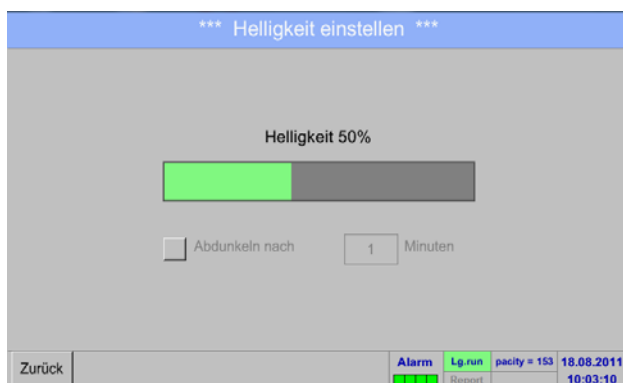 *** Helligkeit einstellen ***
Helligkeit 50%
Abdunkeln nach 1 Minuten
Zurück
Alarm Lg.run pacity = 153 18.08.2011
Report 10:03:10